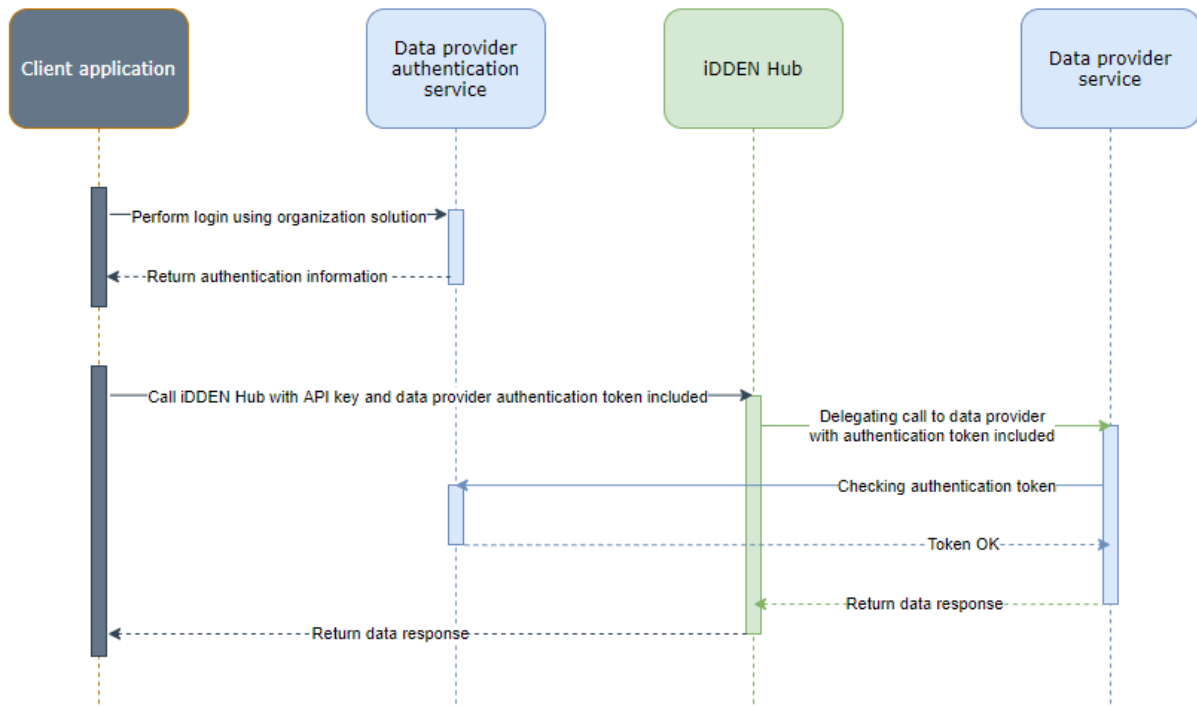 Client application
Data provider
authentication
service
iDDEN Hub
Data provider
service
Perform login using organization solution
Return authentication information
Call iDDEN Hub with API key and data provider authentication token included
Delegating call to data provider
with authentication token included
Checking authentication token
Token OK
Return data response
Return data response